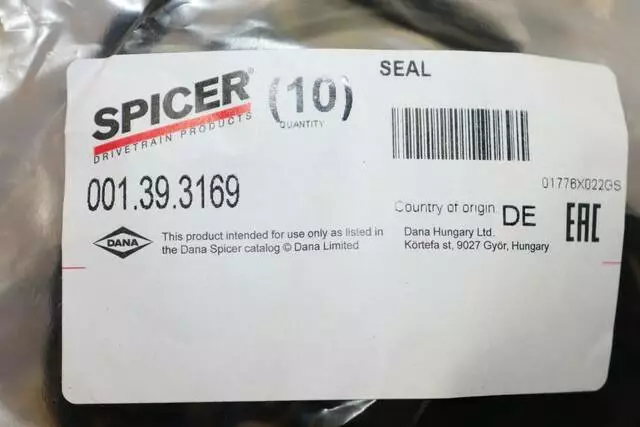 SEAL
SPICER®
DRIVETRAIN PRODUCTS
(10)
QUANTITY
001.39.3169
01776X022GS
Country of origin DE
EAC
DANA
This product intended for use only as listed in
the Dana Spicer catalog © Dana Limited
Dana Hungary Ltd.
Körtefa st, 9027 Györ, Hungary